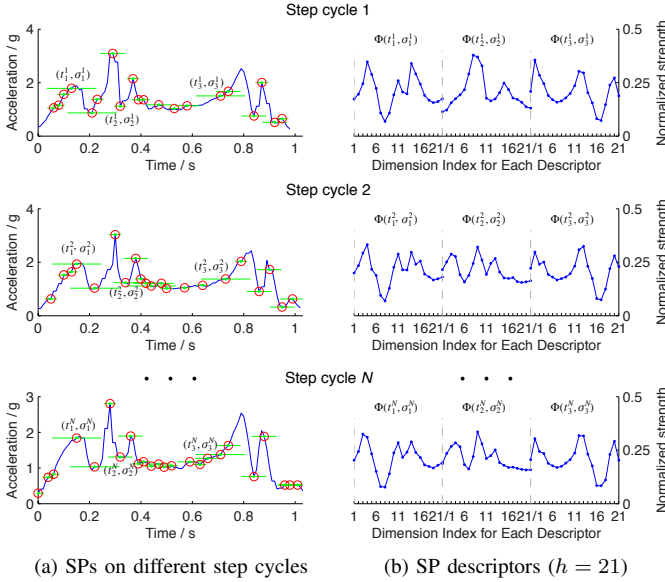 Step cycle 1
Acceleration / g
4
2
0
(t₁¹,σ₁¹)
(t₂¹,σ₂¹)
(t₃¹,σ₃¹)
0 0.2 0.4 0.6 0.8 1
Time / s
Φ(t₁¹,σ₁¹) Φ(t₂¹,σ₂¹) Φ(t₃¹,σ₃¹)
0.5
0.25
0
Normalized strength
1 6 11 1621/1 6 11 1621/1 6 11 16 21
Dimension Index for Each Descriptor
Step cycle 2
Acceleration / g
4
2
0
(t₁²,σ₁²)
(t₂²,σ₂²)
(t₃²,σ₃²)
0 0.2 0.4 0.6 0.8 1
Time / s
Φ(t₁²,σ₁²) Φ(t₂²,σ₂²) Φ(t₃²,σ₃²)
0.5
0.25
0
Normalized strength
1 6 11 1621/1 6 11 1621/1 6 11 16 21
Dimension Index for Each Descriptor
• • •
Step cycle N
• • •
Acceleration / g
3
2
1
0
(t₁ᴺ,σ₁ᴺ)
(t₂ᴺ,σ₂ᴺ)
(t₃ᴺ,σ₃ᴺ)
0 0.2 0.4 0.6 0.8 1
Time / s
Φ(t₁ᴺ,σ₁ᴺ) Φ(t₂ᴺ,σ₂ᴺ) Φ(t₃ᴺ,σ₃ᴺ)
0.5
0.25
0
Normalized strength
1 6 11 1621/1 6 11 1621/1 6 11 16 21
Dimension Index for Each Descriptor
(a) SPs on different step cycles
(b) SP descriptors (h = 21)